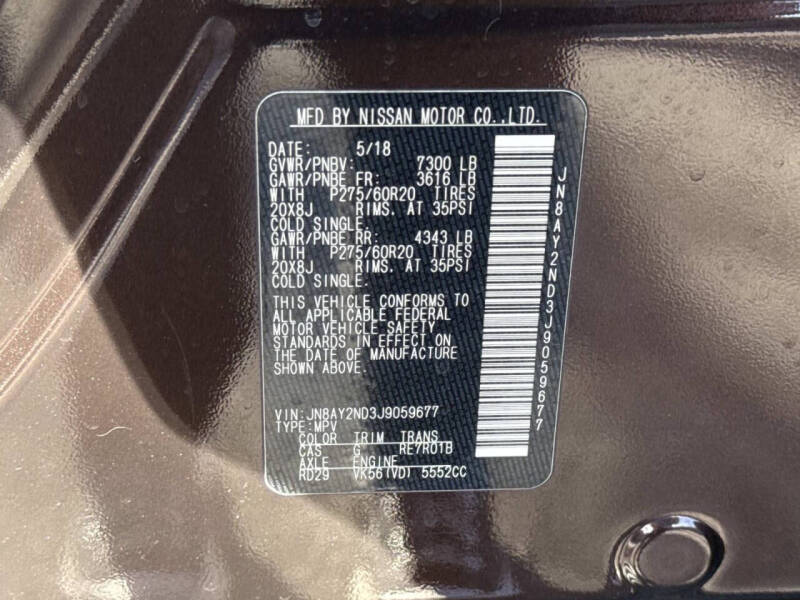 MFD BY NISSAN MOTOR CO.,LTD.
DATE: 5/18
GVWR/PNBV: 7300 LB
GAWR/PNBE FR: 3616 LB
WITH P275/60R20 TIRES
20X8J RIMS. AT 35PSI
COLD SINGLE.
GAWR/PNBE RR: 4343 LB
WITH P275/60R20 TIRES
20X8J RIMS. AT 35PSI
COLD SINGLE.
THIS VEHICLE CONFORMS TO
ALL APPLICABLE FEDERAL
MOTOR VEHICLE SAFETY
STANDARDS IN EFFECT ON
THE DATE OF MANUFACTURE
SHOWN ABOVE.
VIN:JN8AY2ND3J9059677
TYPE:MPV
COLOR TRIM TRANS
CAS G RE7R01B
AXLE ENGINE
RD29 VK56(VD) 5552CC
JN8AY2ND3J9059677